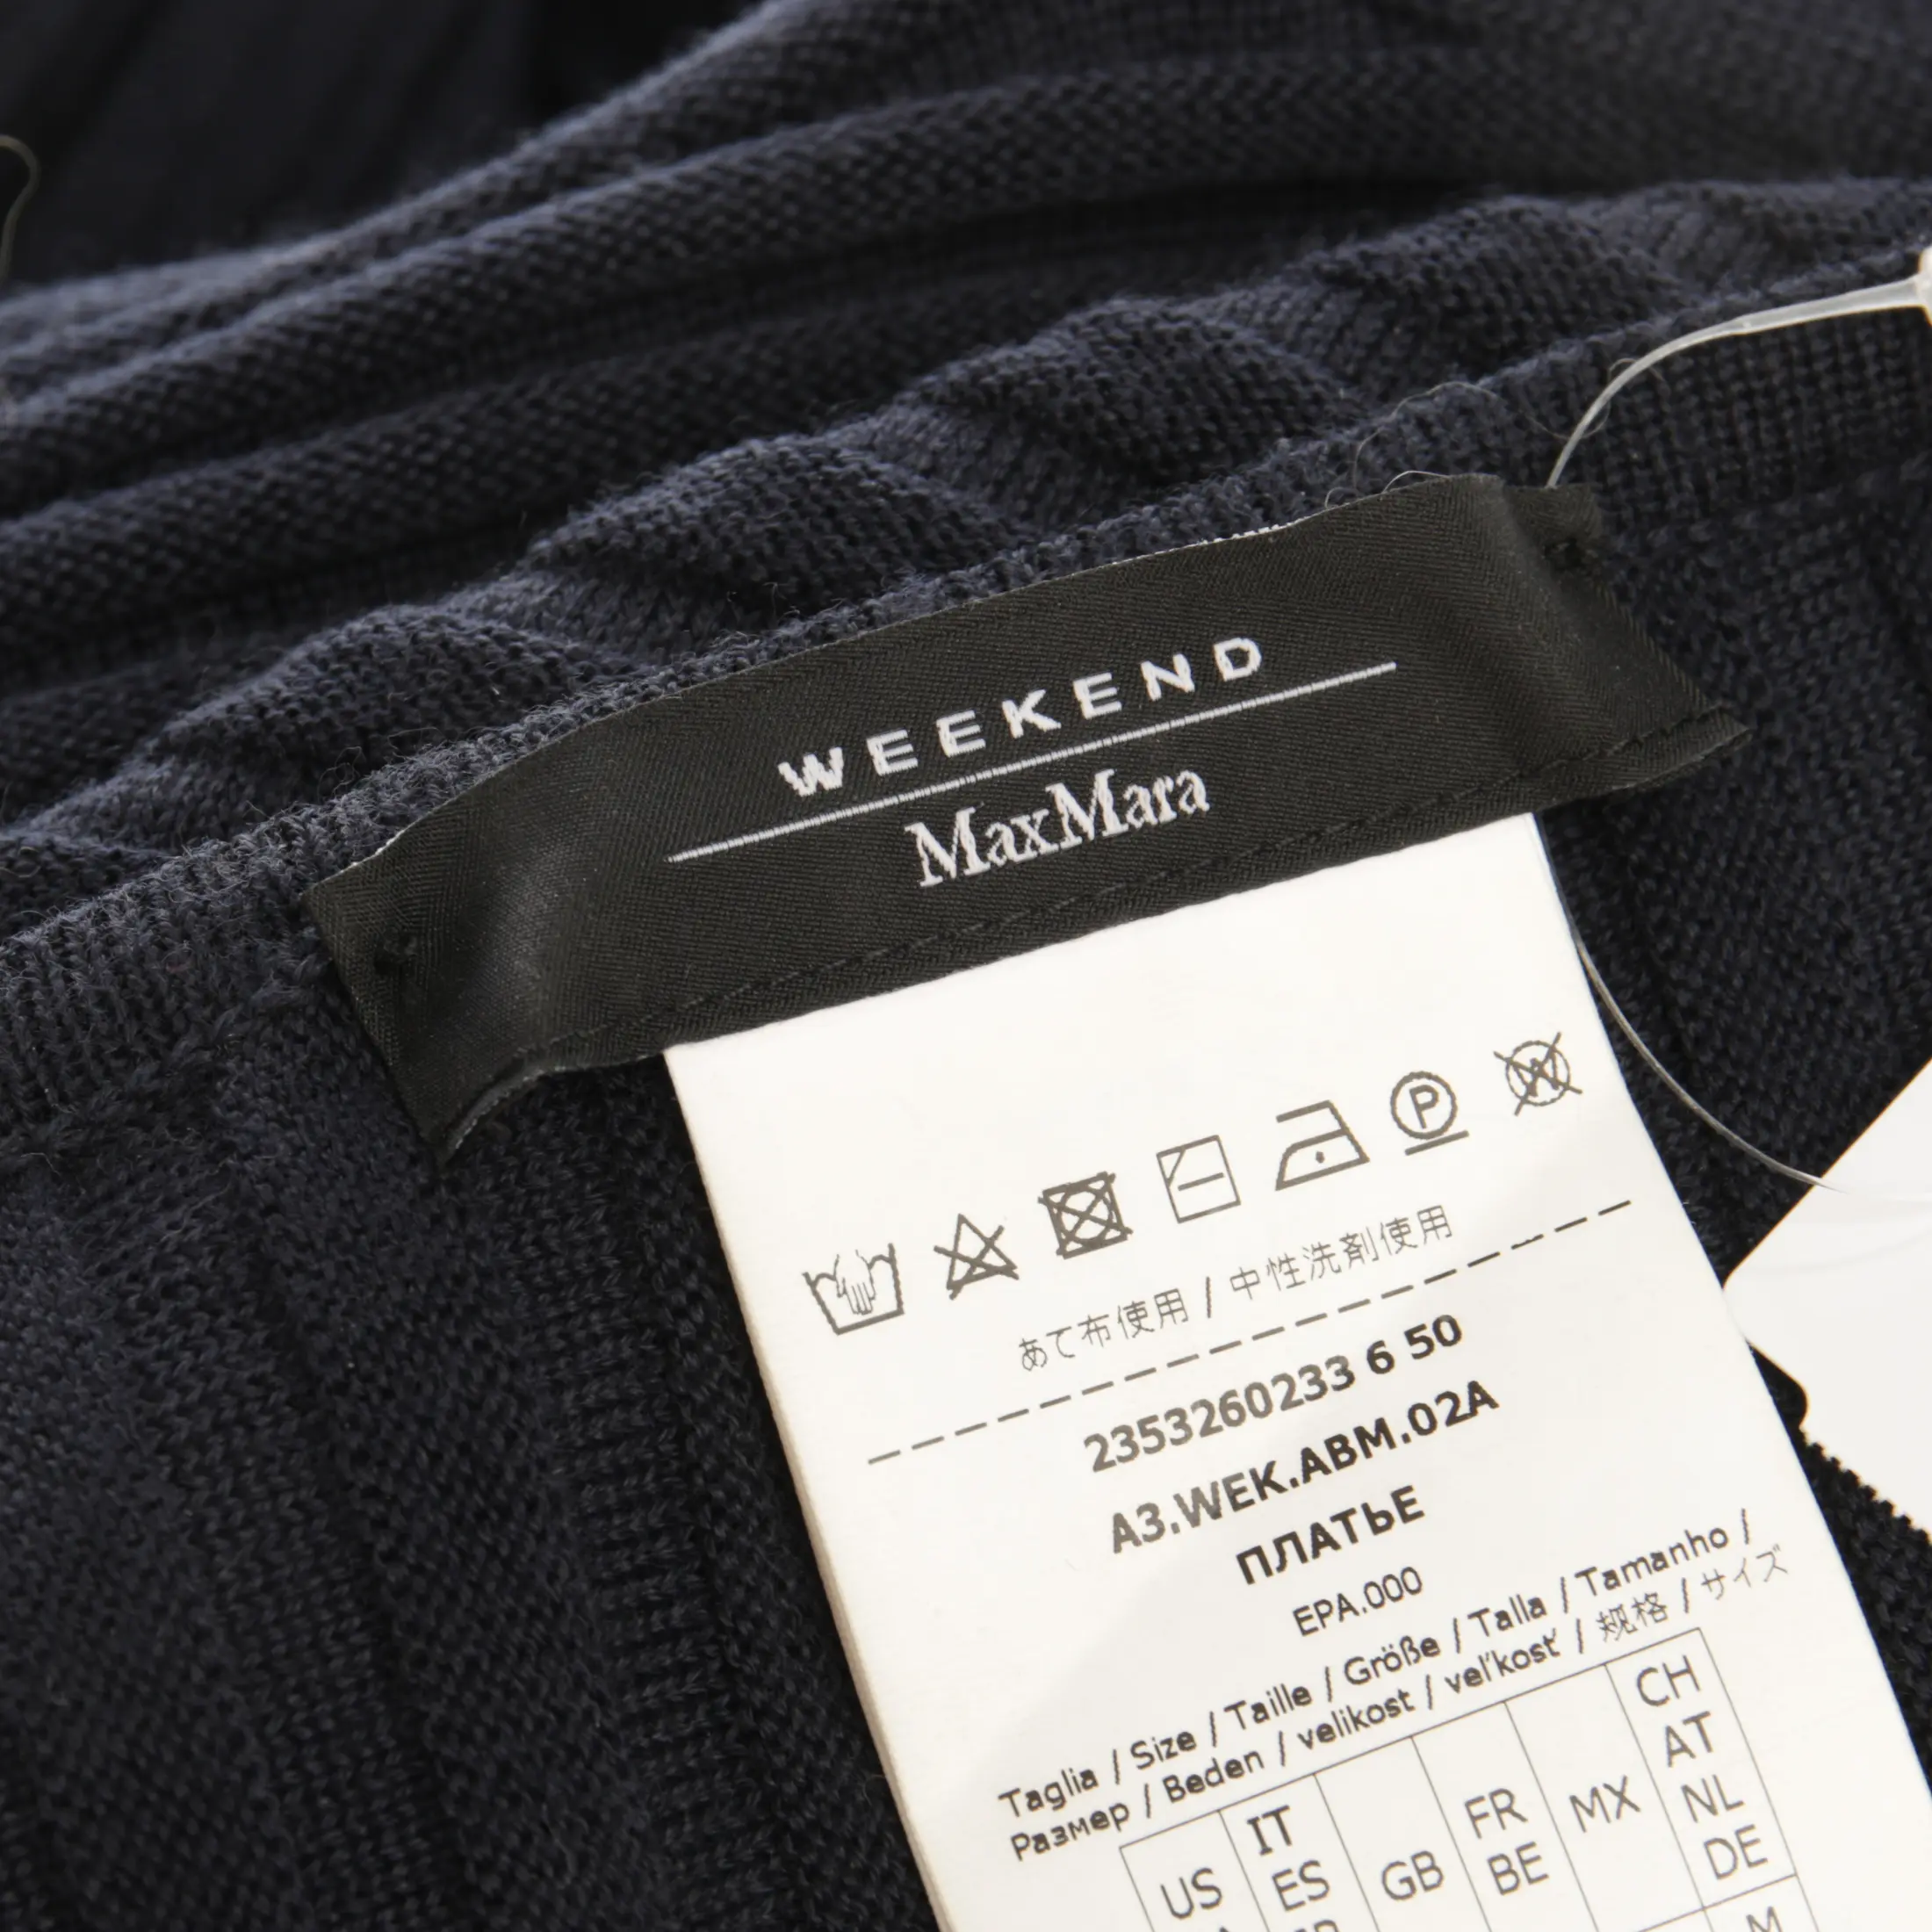 WEEKEND
MaxMara
P W
あて布使用 / 中性洗剤使用
2353260233 6 50
A3.WEK.ABM.02A
ПЛАТЬЕ
EPA.000
Taglia / Size / Taille / Größe / Talla / Tamanho /
Размер / Beden / velikost / veľkosť / 规格 / サイズ
US IT ES GB FR BE MX CH AT NL DE
M